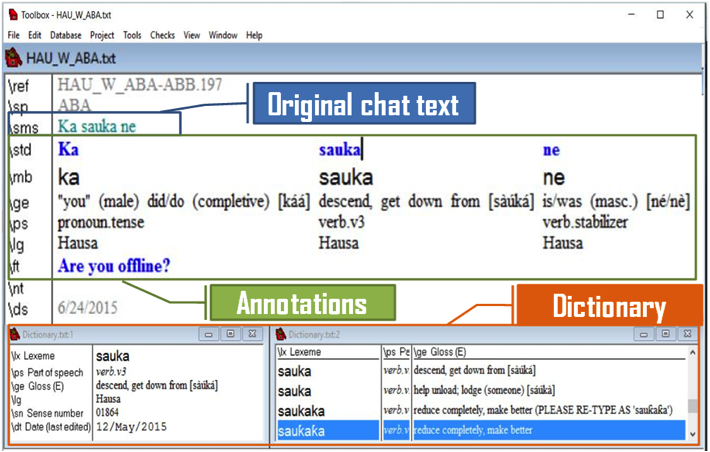 Toolbox - HAU_W_ABA.txt
File Edit Database Project Tools Checks View Window Help
HAU_W_ABA.txt
\ref HAU_W_ABA-ABB.197
\sp ABA
Original chat text
\sms Ka sauka ne
\std Ka sauka ne
\mb ka sauka ne
\ge "you" (male) did/do (completive) [káá] descend, get down from [sàúká] is/was (masc.) [né/nè]
\ps pronoun.tense verb.v3 verb.stabilizer
\lg Hausa Hausa Hausa
\ft Are you offline?
\nt
Annotations
\ds 6/24/2015
Dictionary
Dictionary.txt:1
\lx Lexeme sauka
\ps Part of speech verb.v3
\ge Gloss (E) descend, get down from [sàúká]
\lg Hausa
\sn Sense number 01864
\dt Date (last edited) 12/May/2015
Dictionary.txt:2
\lx Lexeme \ps Pa \ge Gloss (E)
sauka verb.v descend, get down from [sàúká]
sauka verb.v help unload; lodge (someone) [sáúkà]
saukaka verb.v reduce completely, make better (PLEASE RE-TYPE AS 'sauƙaƙa')
sauƙaƙa verb.v reduce completely, make better